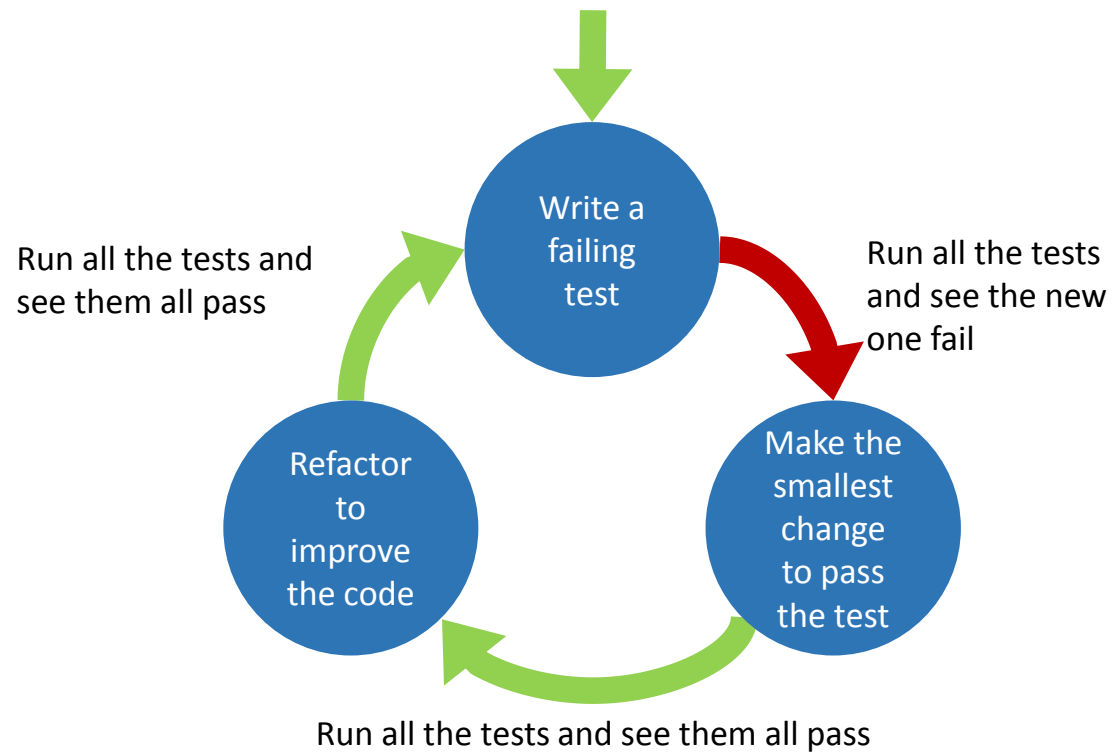 Write a
failing
test
Run all the tests
and see the new
one fail
Make the
smallest
change
to pass
the test
Run all the tests and see them all pass
Refactor
to
improve
the code
Run all the tests and
see them all pass